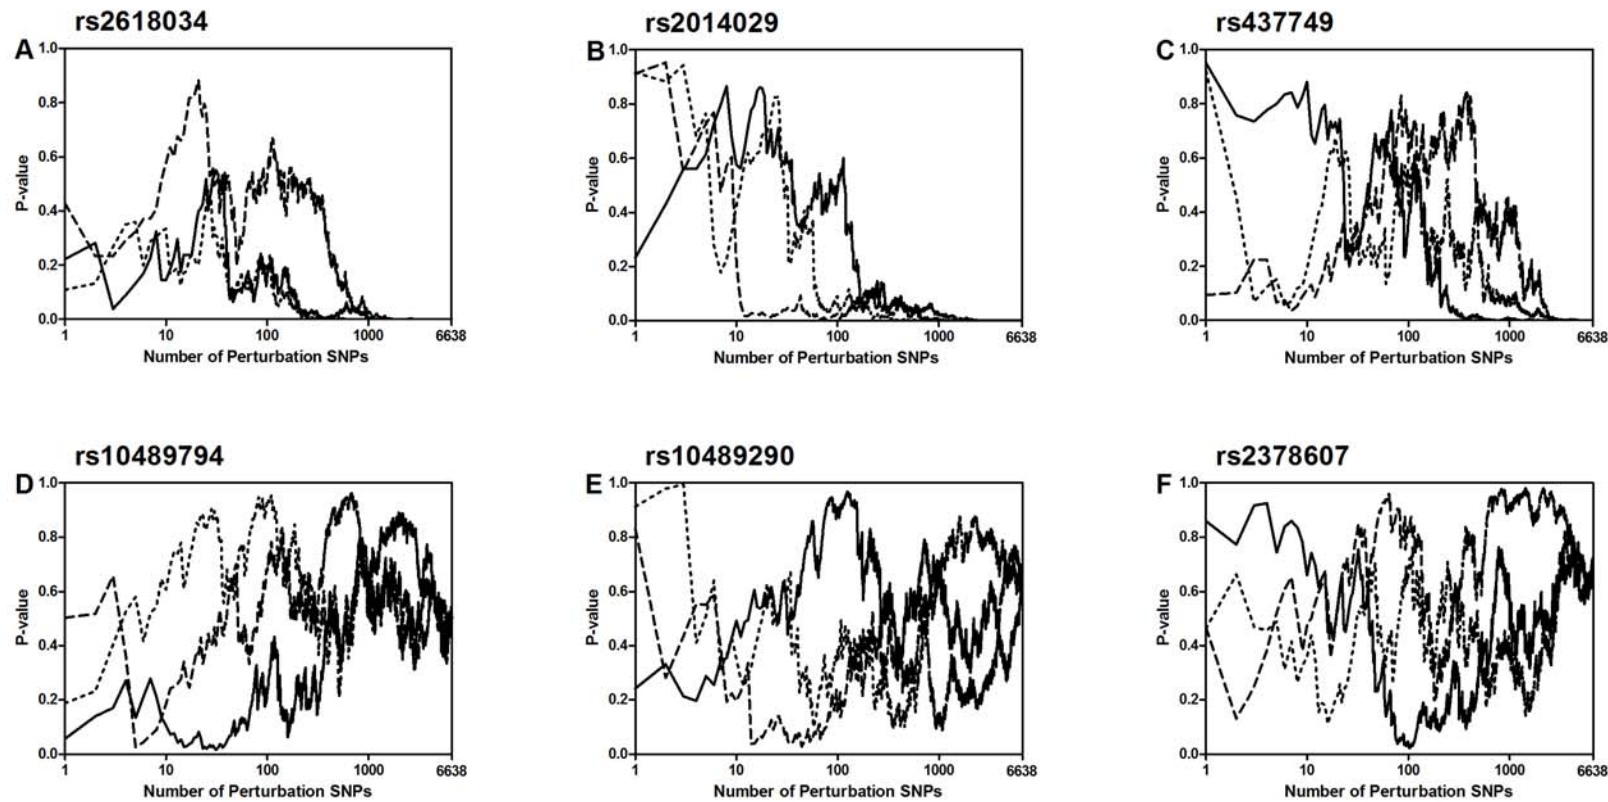 rs2618034
rs2014029
rs437749
A
B
C
1.0
0.8
0.6
0.4
0.2
0.0
P-value
1
10
100
1000
6638
Number of Perturbation SNPs
1.0
0.8
0.6
0.4
0.2
0.0
P-value
1
10
100
1000
6638
Number of Perturbation SNPs
1.0
0.8
0.6
0.4
0.2
0.0
P-value
1
10
100
1000
6638
Number of Perturbation SNPs
rs10489794
rs10489290
rs2378607
D
E
F
1.0
0.8
0.6
0.4
0.2
0.0
P-value
1
10
100
1000
6638
Number of Perturbation SNPs
1.0
0.8
0.6
0.4
0.2
0.0
P-value
1
10
100
1000
6638
Number of Perturbation SNPs
1.0
0.8
0.6
0.4
0.2
0.0
P-value
1
10
100
1000
6638
Number of Perturbation SNPs